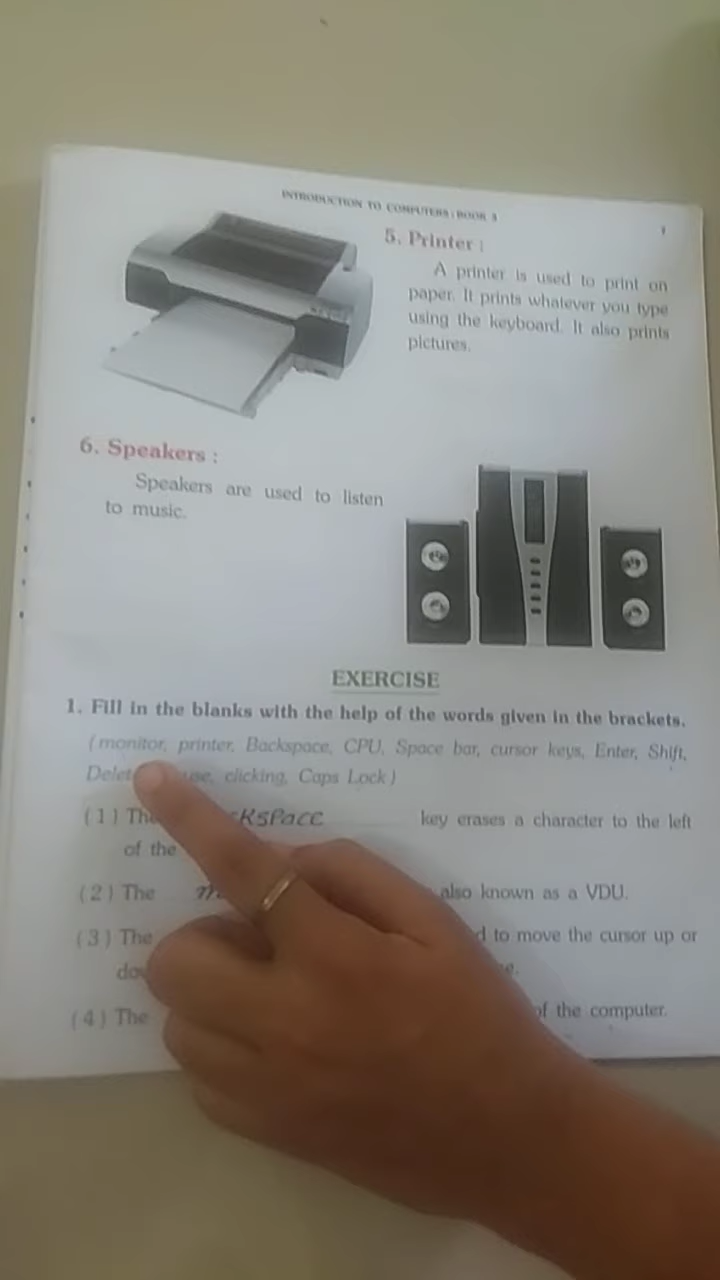 INTRODUCTION TO COMPUTERS : BOOK 3
5. Printer :
A printer is used to print on
paper. It prints whatever you type
using the keyboard. It also prints
pictures.
6. Speakers :
Speakers are used to listen
to music.
EXERCISE
1. Fill in the blanks with the help of the words given in the brackets.
(monitor, printer, Backspace, CPU, Space bar, cursor keys, Enter, Shift,
clicking, Caps Lock)
(1) The key erases a character to the left
of the
(2) The also known as a VDU.
(3) The to move the cursor up or
(4) The of the computer.